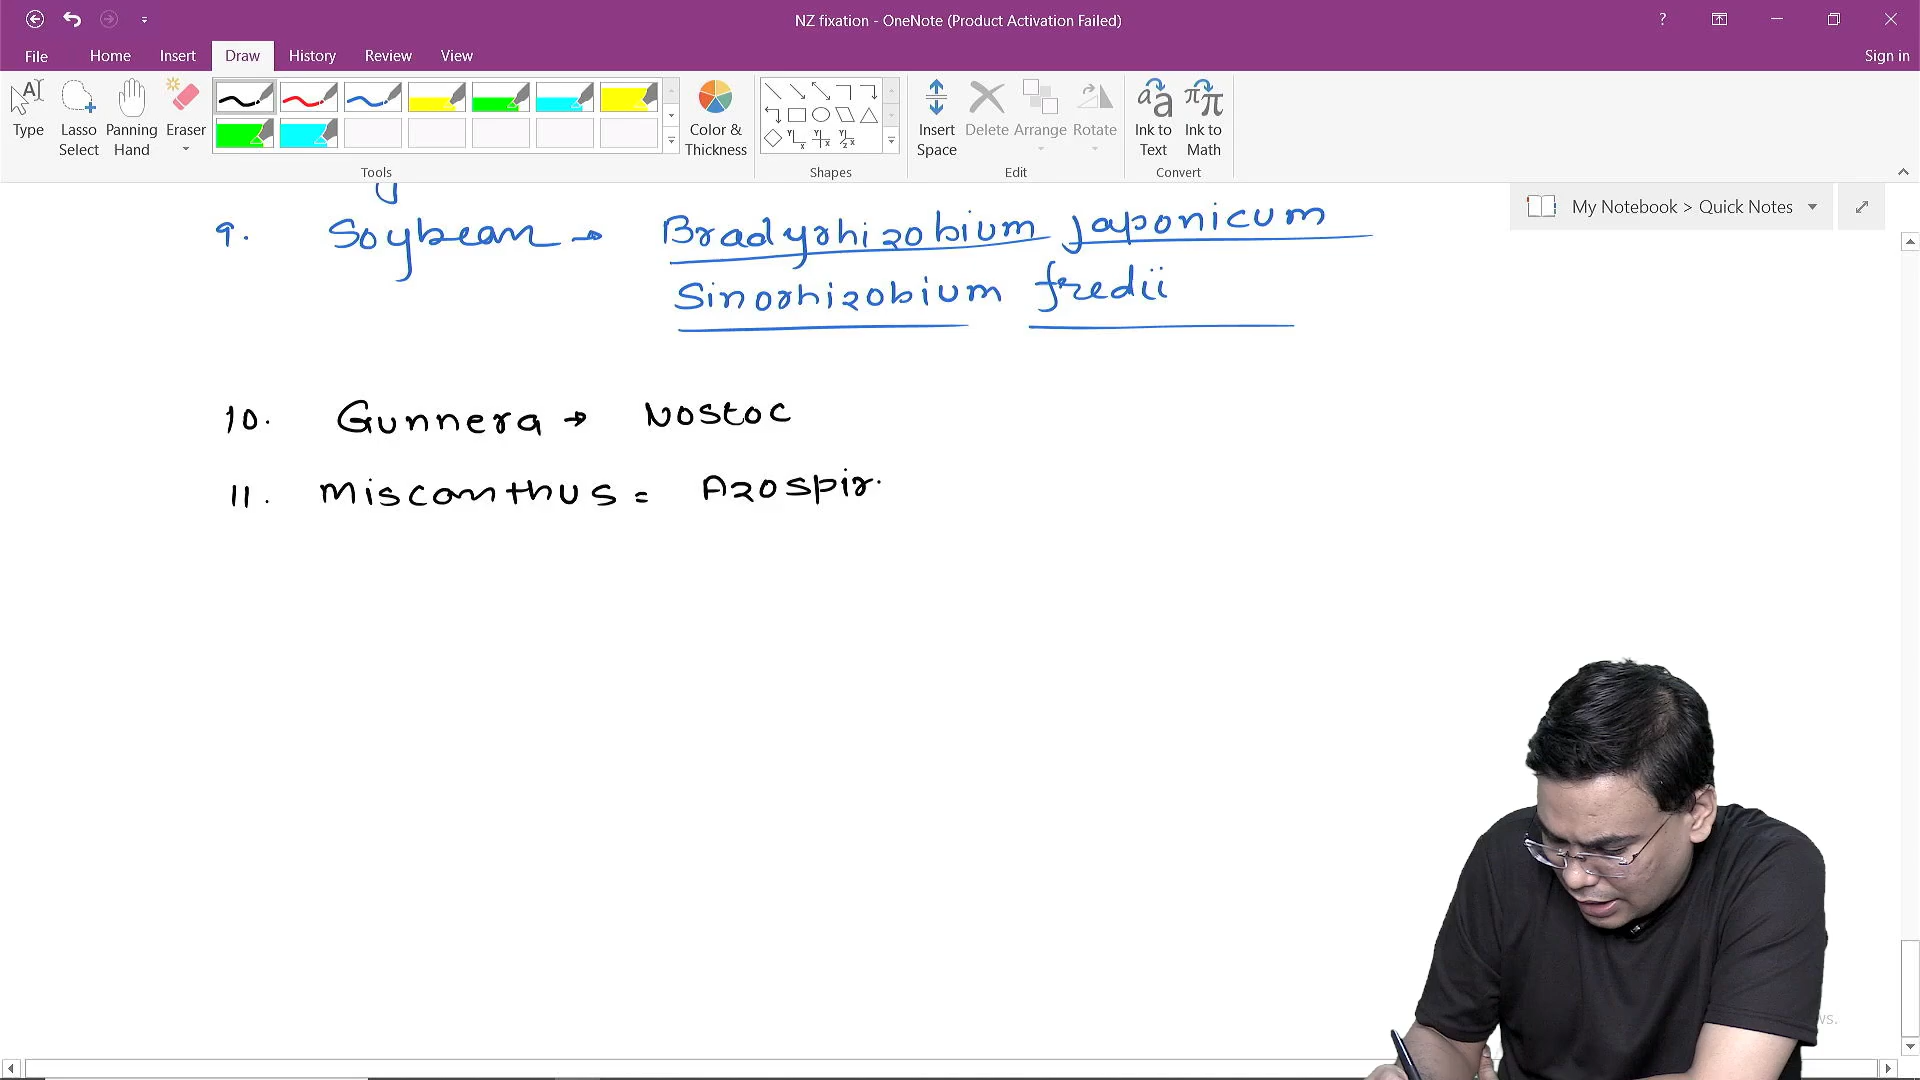 NZ fixation - OneNote (Product Activation Failed)
?
File Home Insert Draw History Review View Sign in
Type
Lasso Select
Panning Hand
Eraser
Color & Thickness
Insert Space
Delete
Arrange
Rotate
Ink to Text
Ink to Math
Tools Shapes Edit Convert
My Notebook > Quick Notes
9. Soybean → Bradyrhizobium japonicum
Sinorhizobium fredii
10. Gunnera → Nostoc
11. Miscanthus = Azospir.